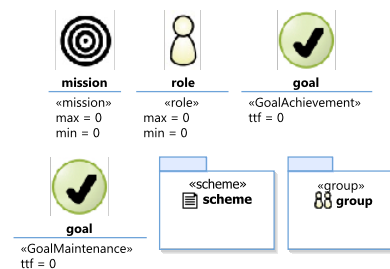 mission
«mission»
max = 0
min = 0
role
«role»
max = 0
min = 0
goal
«GoalAchievement»
ttf = 0
goal
«GoalMaintenance»
ttf = 0
«scheme»
scheme
«group»
group